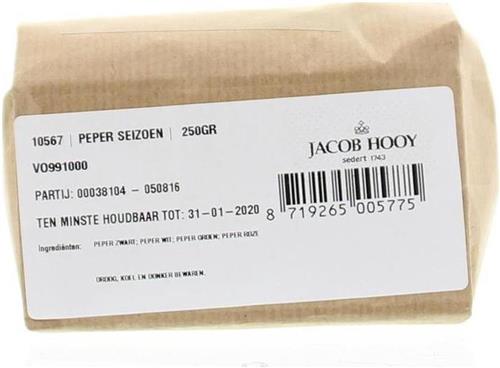 10567 | PEPER SEIZOEN | 250GR
JACOB HOOY
sedert 1743
VO991000
PARTIJ: 00038104 - 050816
TEN MINSTE HOUDBAAR TOT: 31-01-2020
8 719265 005775
Ingrediënten: PEPER ZWART; PEPER WIT; PEPER GROEN; PEPER ROZE
DROOG, KOEL EN DONKER BEWAREN.